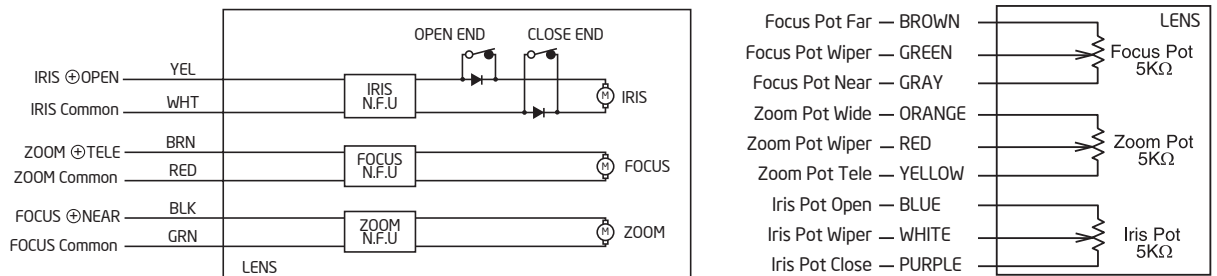 OPEN END
CLOSE END
IRIS ⊕OPEN
YEL
IRIS Common
WHT
IRIS
N.F.U
M
IRIS
ZOOM ⊕TELE
BRN
ZOOM Common
RED
FOCUS
N.F.U
M
FOCUS
FOCUS ⊕NEAR
BLK
FOCUS Common
GRN
ZOOM
N.F.U
M
ZOOM
LENS
LENS
Focus Pot Far — BROWN
Focus Pot Wiper — GREEN
Focus Pot Near — GRAY
Focus Pot
5KΩ
Zoom Pot Wide — ORANGE
Zoom Pot Wiper — RED
Zoom Pot Tele — YELLOW
Zoom Pot
5KΩ
Iris Pot Open — BLUE
Iris Pot Wiper — WHITE
Iris Pot Close — PURPLE
Iris Pot
5KΩ